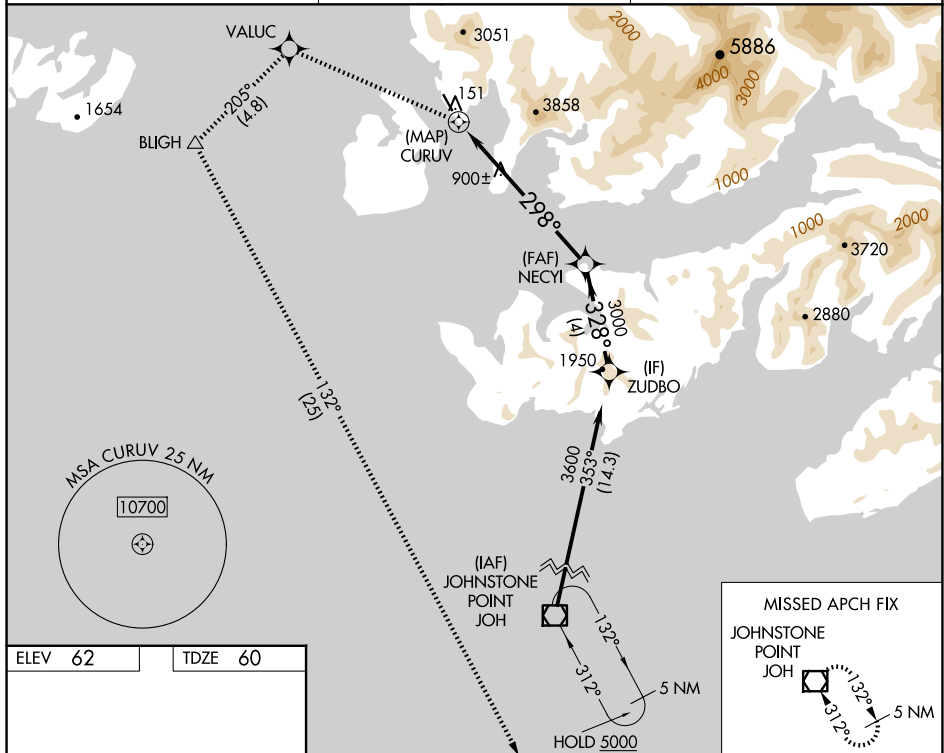 VALUC
3051
2000
5886
4000
3000
1654
205°
(4.8)
151
3858
BLIGH
(MAP)
CURUV
900±
1000
298°
1000
2000
(FAF)
NECYI
3720
3000
328°
(4)
2880
1950
(IF)
ZUDBO
132°
(25)
MSA CURUV 25 NM
10700
3600
353°
(14.3)
(IAF)
JOHNSTONE
POINT
JOH
132°
312°
5 NM
HOLD 5000
MISSED APCH FIX
JOHNSTONE
POINT
JOH
132°
312°
5 NM
ELEV 62
TDZE 60